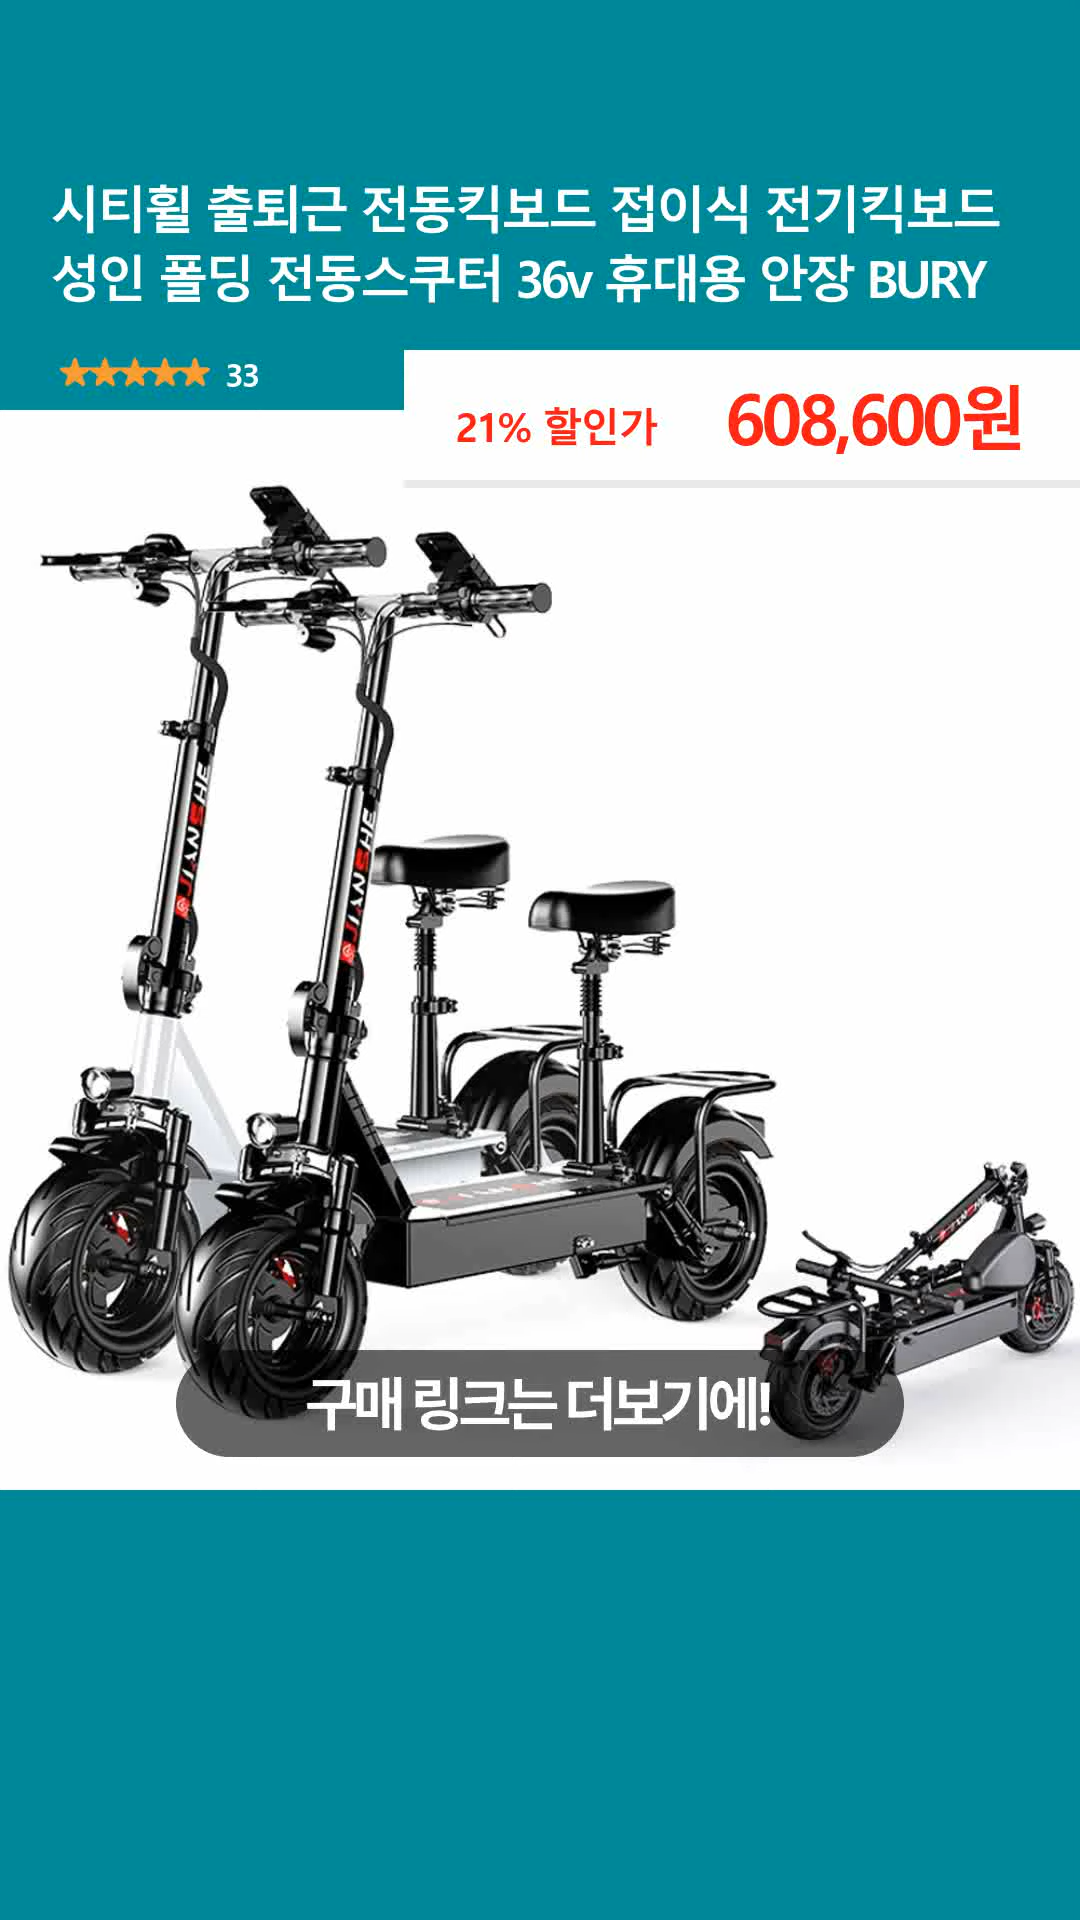 시티휠 출퇴근 전동킥보드 접이식 전기킥보드
성인 폴딩 전동스쿠터 36v 휴대용 안장 BURY
33
21% 할인가 608,600원
JIANSHE
JIANSHE
구매 링크는 더보기에!